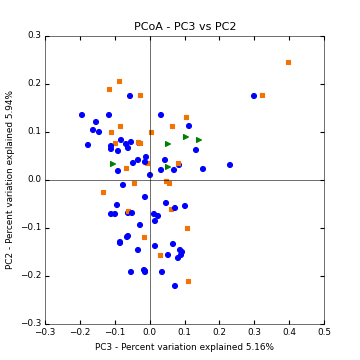 PCoA - PC3 vs PC2
0.3
0.2
0.1
0.0
−0.1
−0.2
−0.3
−0.3 −0.2 −0.1 0.0 0.1 0.2 0.3 0.4 0.5
PC2 - Percent variation explained 5.94%
PC3 - Percent variation explained 5.16%